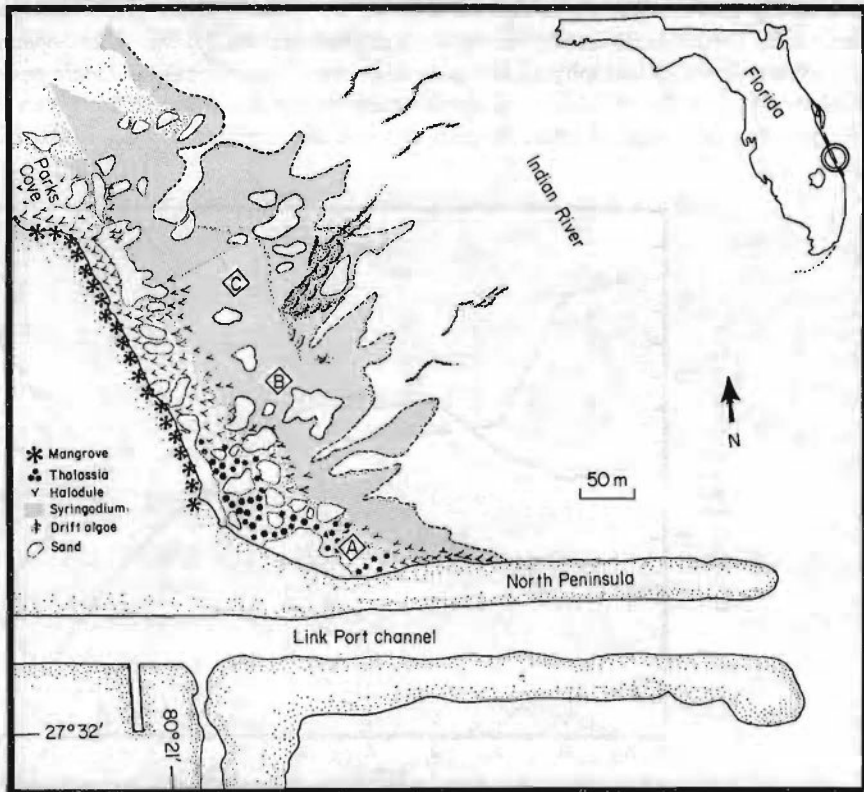 Florida
Indian River
Parks
Cove
C
B
N
Mangrove
Thalassia
Halodule
Syringodium
Drift algae
Sand
50 m
A
North Peninsula
Link Port channel
27° 32'
80° 21'